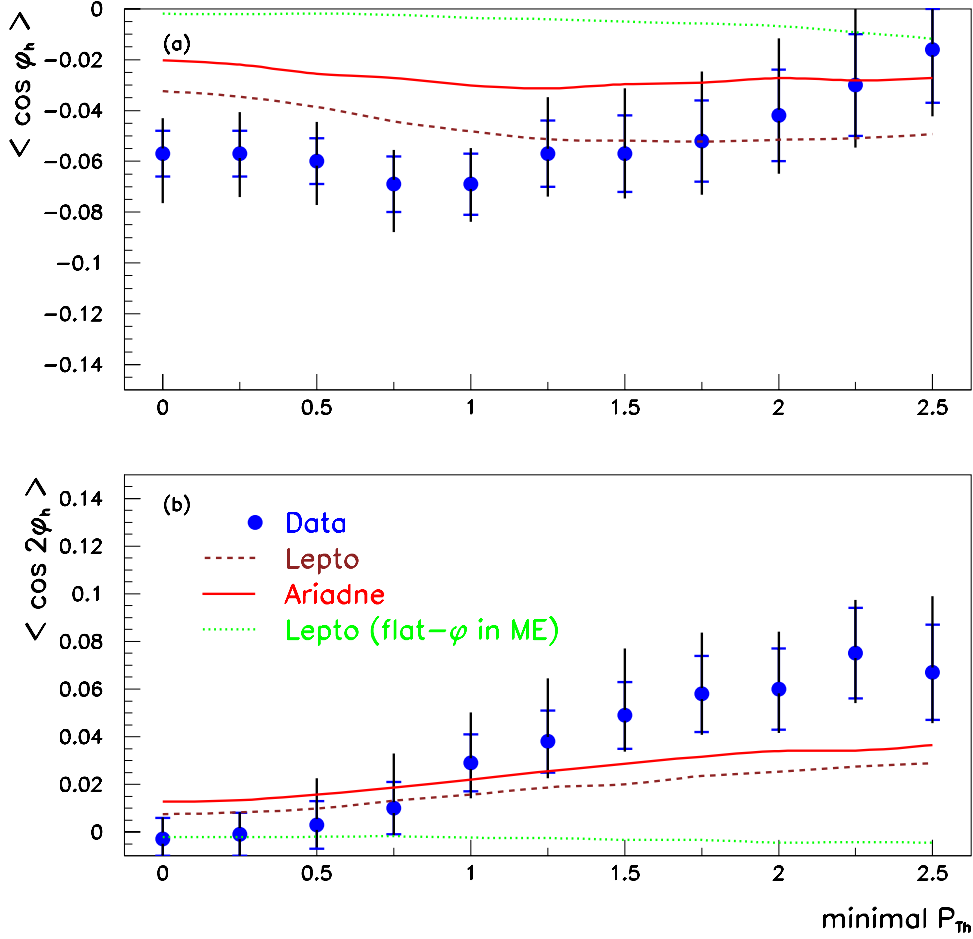 < cos φh >
(a)
0
−0.02
−0.04
−0.06
−0.08
−0.1
−0.12
−0.14
0 0.5 1 1.5 2 2.5
< cos 2φh >
(b)
0.14
0.12
0.1
0.08
0.06
0.04
0.02
0
Data
Lepto
Ariadne
Lepto (flat−φ in ME)
0 0.5 1 1.5 2 2.5
minimal PTh